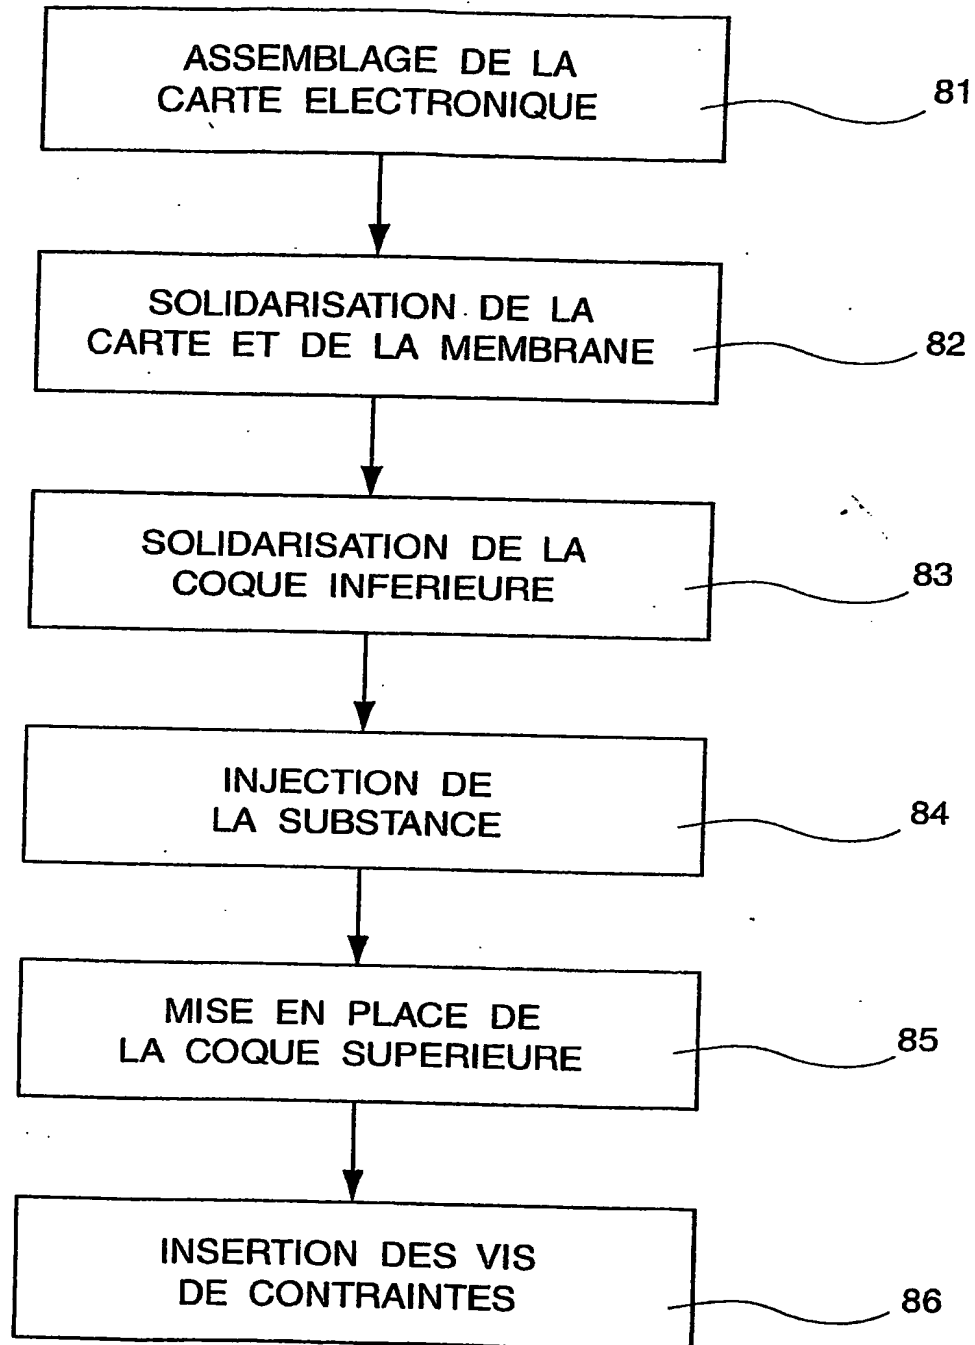 ASSEMBLAGE DE LA
CARTE ELECTRONIQUE
81
SOLIDARISATION DE LA
CARTE ET DE LA MEMBRANE
82
SOLIDARISATION DE LA
COQUE INFERIEURE
83
INJECTION DE
LA SUBSTANCE
84
MISE EN PLACE DE
LA COQUE SUPERIEURE
85
INSERTION DES VIS
DE CONTRAINTES
86